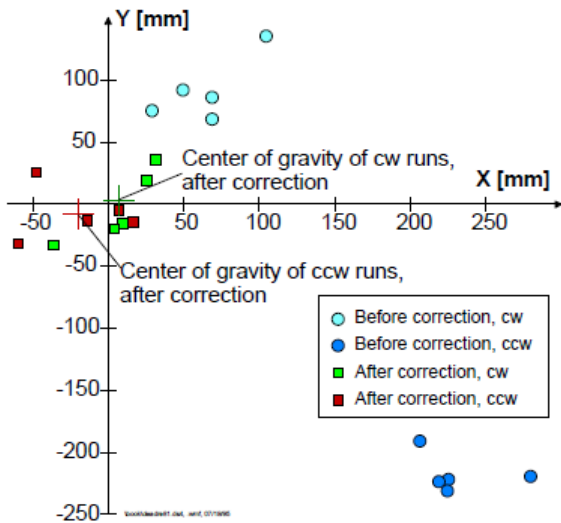 Y [mm]
100
50
Center of gravity of cw runs,
after correction
X [mm]
-50
50
100
150
200
250
-50
Center of gravity of ccw runs,
after correction
-100
Before correction, cw
Before correction, ccw
-150
After correction, cw
After correction, ccw
-200
-250